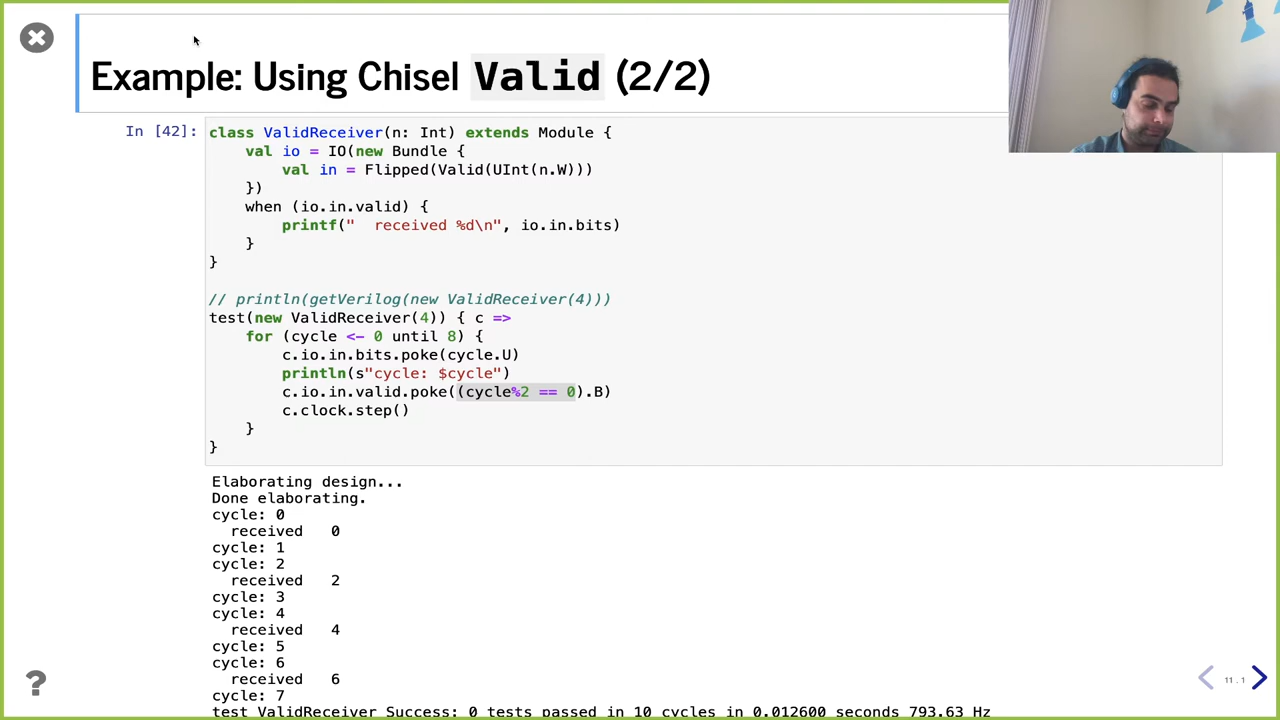 Example: Using Chisel Valid (2/2)
In [42]:
class ValidReceiver(n: Int) extends Module {
    val io = IO(new Bundle {
        val in = Flipped(Valid(UInt(n.W)))
    })
    when (io.in.valid) {
        printf("  received %d\n", io.in.bits)
    }
}
// println(getVerilog(new ValidReceiver(4)))
test(new ValidReceiver(4)) { c =>
    for (cycle <- 0 until 8) {
        c.io.in.bits.poke(cycle.U)
        println(s"cycle: $cycle")
        c.io.in.valid.poke((cycle%2 == 0).B)
        c.clock.step()
    }
}
Elaborating design...
Done elaborating.
cycle: 0
  received   0
cycle: 1
cycle: 2
  received   2
cycle: 3
cycle: 4
  received   4
cycle: 5
cycle: 6
  received   6
cycle: 7
test ValidReceiver Success: 0 tests passed in 10 cycles in 0.012600 seconds 793.63 Hz
?
11.1